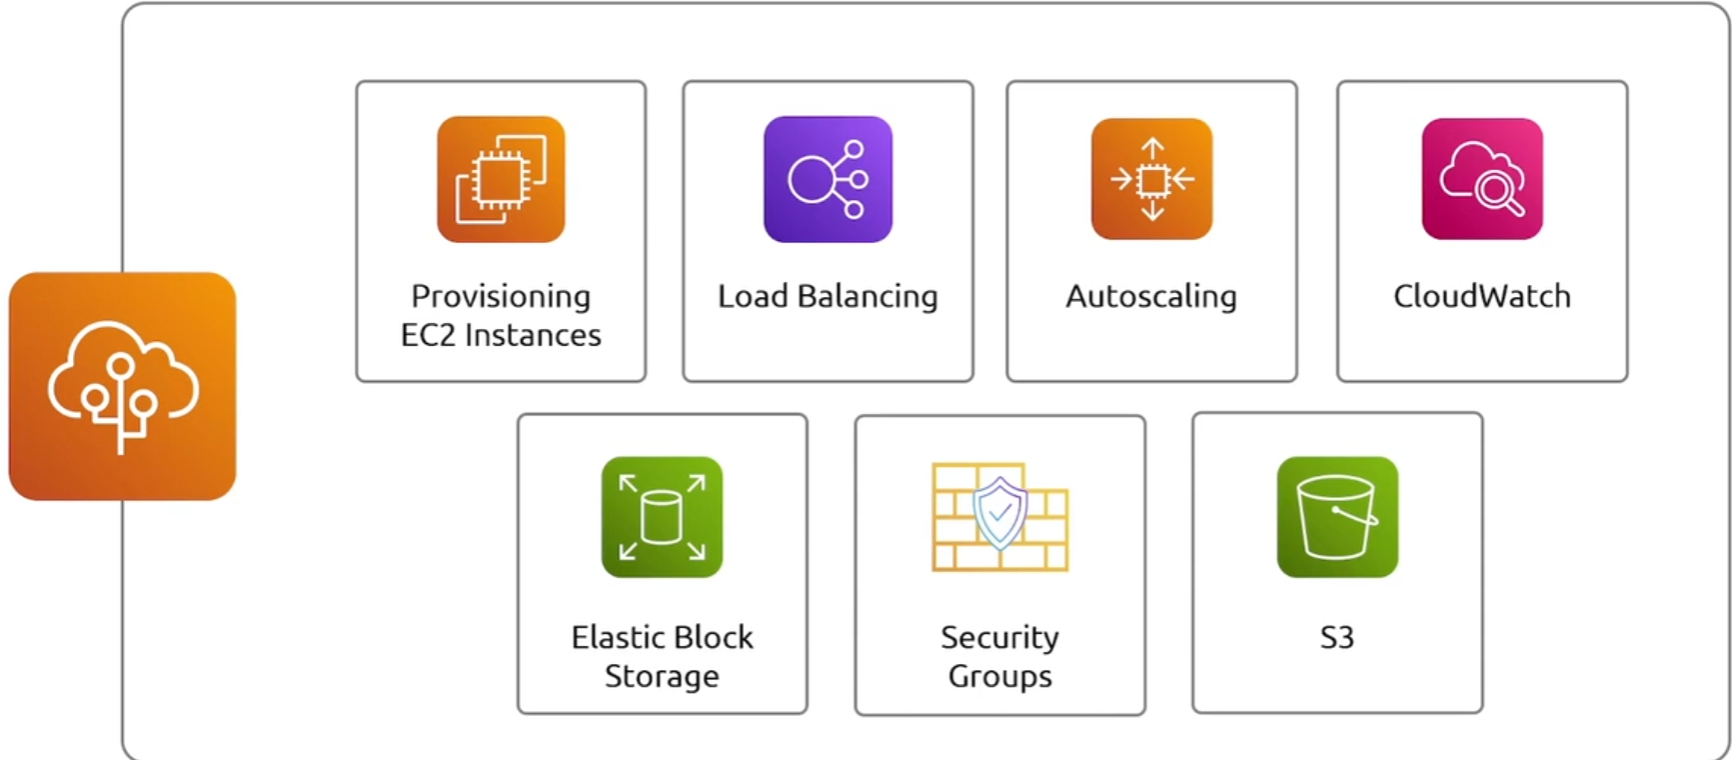 Provisioning
EC2 Instances
Load Balancing
Autoscaling
CloudWatch
Elastic Block
Storage
Security
Groups
S3